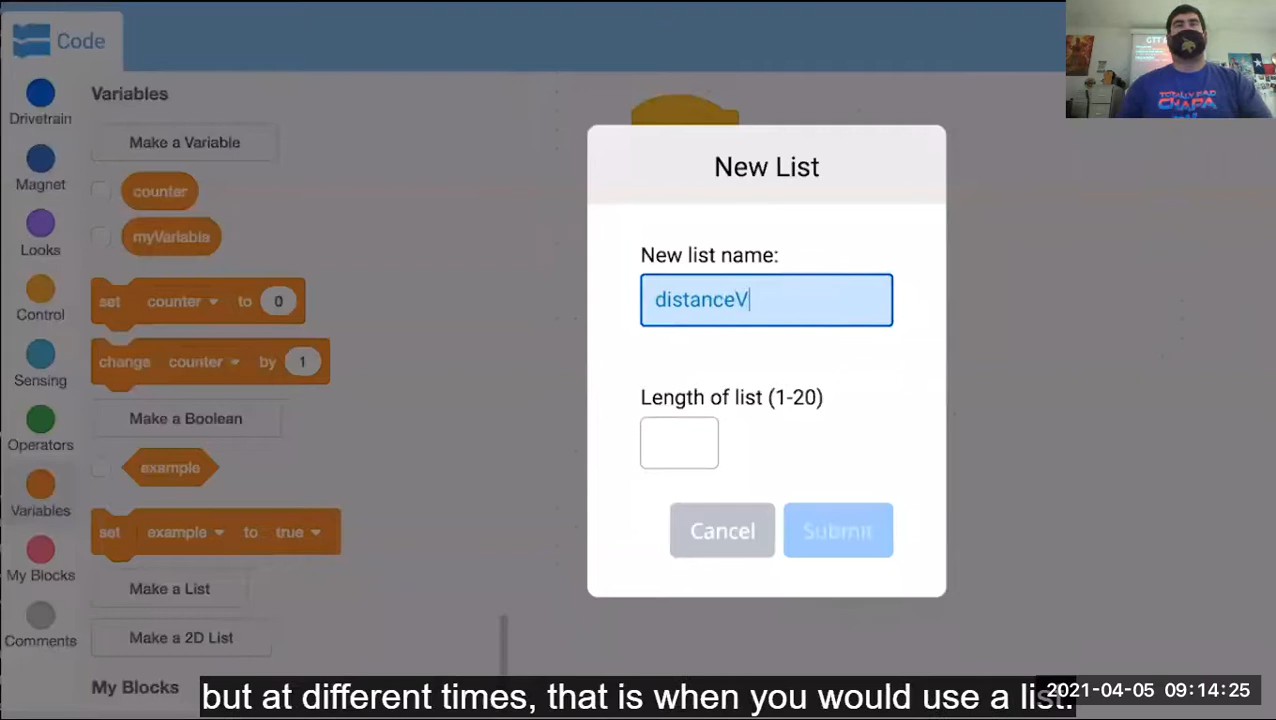 Code
Drivetrain
Magnet
Looks
Control
Sensing
Operators
Variables
My Blocks
Comments
Variables
Make a Variable
counter
myVariable
set counter to 0
change counter by 1
Make a Boolean
example
set example to true
Make a List
Make a 2D List
My Blocks
New List
New list name:
distanceV
Length of list (1-20)
Cancel
Submit
TOTALLY RAD
CHAPA
but at different times, that is when you would use a list.
2021-04-05 09:14:25